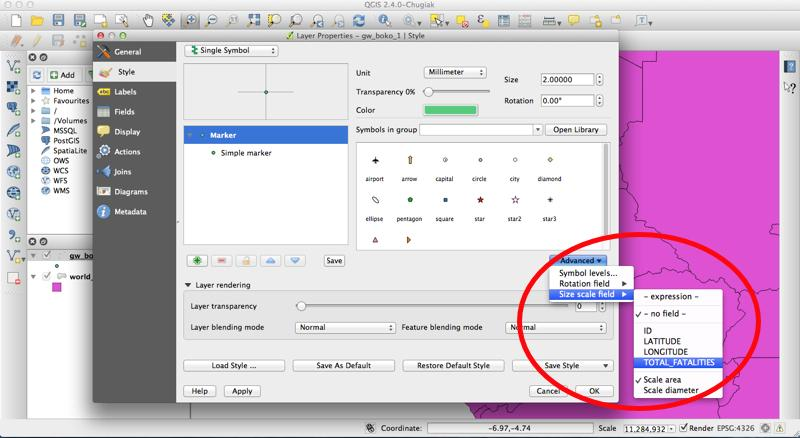 QGIS 2.4.0-Chugiak
Layer Properties - gw_boko_1 | Style
General
Style
Labels
Fields
Display
Actions
Joins
Diagrams
Metadata
Add
Home
Favourites
/
/Volumes
MSSQL
PostGIS
SpatiaLite
OWS
WCS
WFS
WMS
gw_bo
world_
Single Symbol
Unit
Millimeter
Size
2.00000
Transparency 0%
Rotation
0.00°
Color
Marker
Simple marker
Symbols in group
Open Library
airport
arrow
capital
circle
city
diamond
ellipse
pentagon
square
star
star2
star3
Save
Advanced
Symbol levels...
Rotation field
Size scale field
- expression -
✓ - no field -
ID
LATITUDE
LONGITUDE
TOTAL_FATALITIES
✓ Scale area
Scale diameter
Layer rendering
Layer transparency
0
Layer blending mode
Normal
Feature blending mode
Normal
Load Style ...
Save As Default
Restore Default Style
Save Style
Help
Apply
Cancel
OK
Coordinate:
-6.97,-4.74
Scale
11,284,932
Render
EPSG:4326